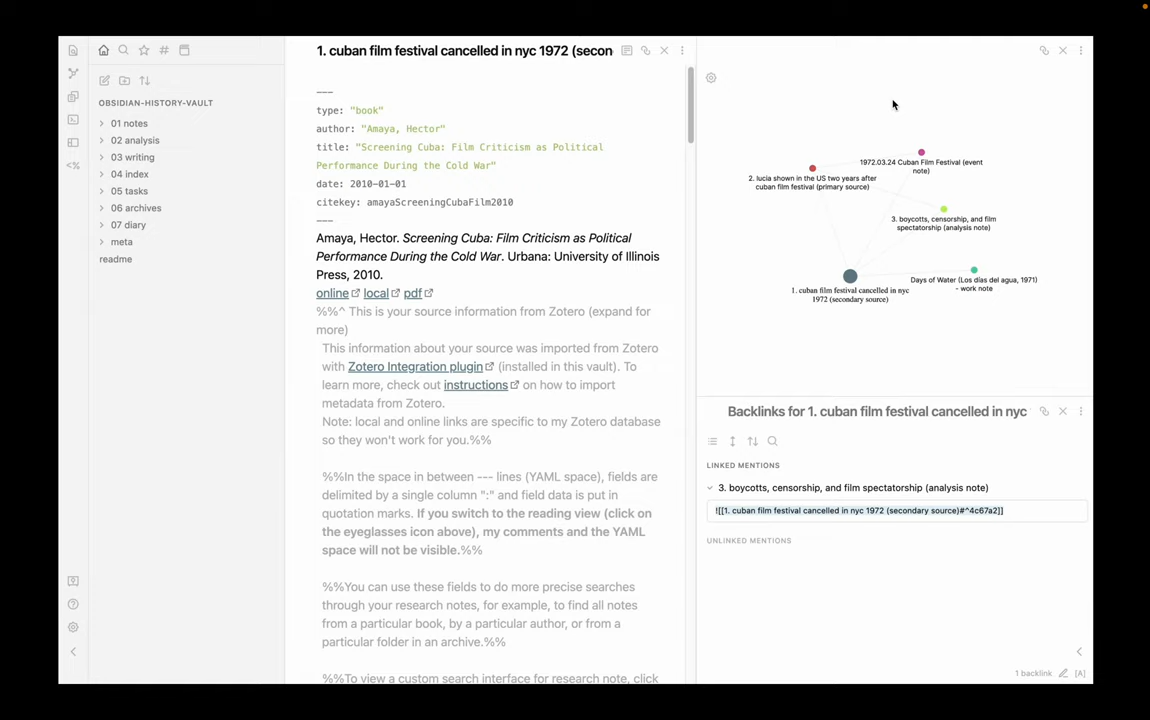 OBSIDIAN-HISTORY-VAULT
01 notes
02 analysis
03 writing
04 index
05 tasks
06 archives
07 diary
meta
readme
1. cuban film festival cancelled in nyc 1972 (secon
---
type: "book"
author: "Amaya, Hector"
title: "Screening Cuba: Film Criticism as Political
Performance During the Cold War"
date: 2010-01-01
citekey: amayaScreeningCubaFilm2010
---
Amaya, Hector. Screening Cuba: Film Criticism as Political
Performance During the Cold War. Urbana: University of Illinois
Press, 2010.
online local pdf
%%^ This is your source information from Zotero (expand for
more)
This information about your source was imported from Zotero
with Zotero Integration plugin (installed in this vault). To
learn more, check out instructions on how to import
metadata from Zotero.
Note: local and online links are specific to my Zotero database
so they won't work for you.%%
%%In the space in between --- lines (YAML space), fields are
delimited by a single column ":" and field data is put in
quotation marks. If you switch to the reading view (click on
the eyeglasses icon above), my comments and the YAML
space will not be visible.%%
%%You can use these fields to do more precise searches
through your research notes, for example, to find all notes
from a particular book, by a particular author, or from a
particular folder in an archive.%%
%%To view a custom search interface for research note, click
1972.03.24 Cuban Film Festival (event
note)
2. lucia shown in the US two years after
cuban film festival (primary source)
3. boycotts, censorship, and film
spectatorship (analysis note)
Days of Water (Los días del agua, 1971)
- work note
1. cuban film festival cancelled in nyc
1972 (secondary source)
Backlinks for 1. cuban film festival cancelled in nyc
LINKED MENTIONS
3. boycotts, censorship, and film spectatorship (analysis note)
![[1. cuban film festival cancelled in nyc 1972 (secondary source)#^4c67a2]]
UNLINKED MENTIONS
1 backlink [A]